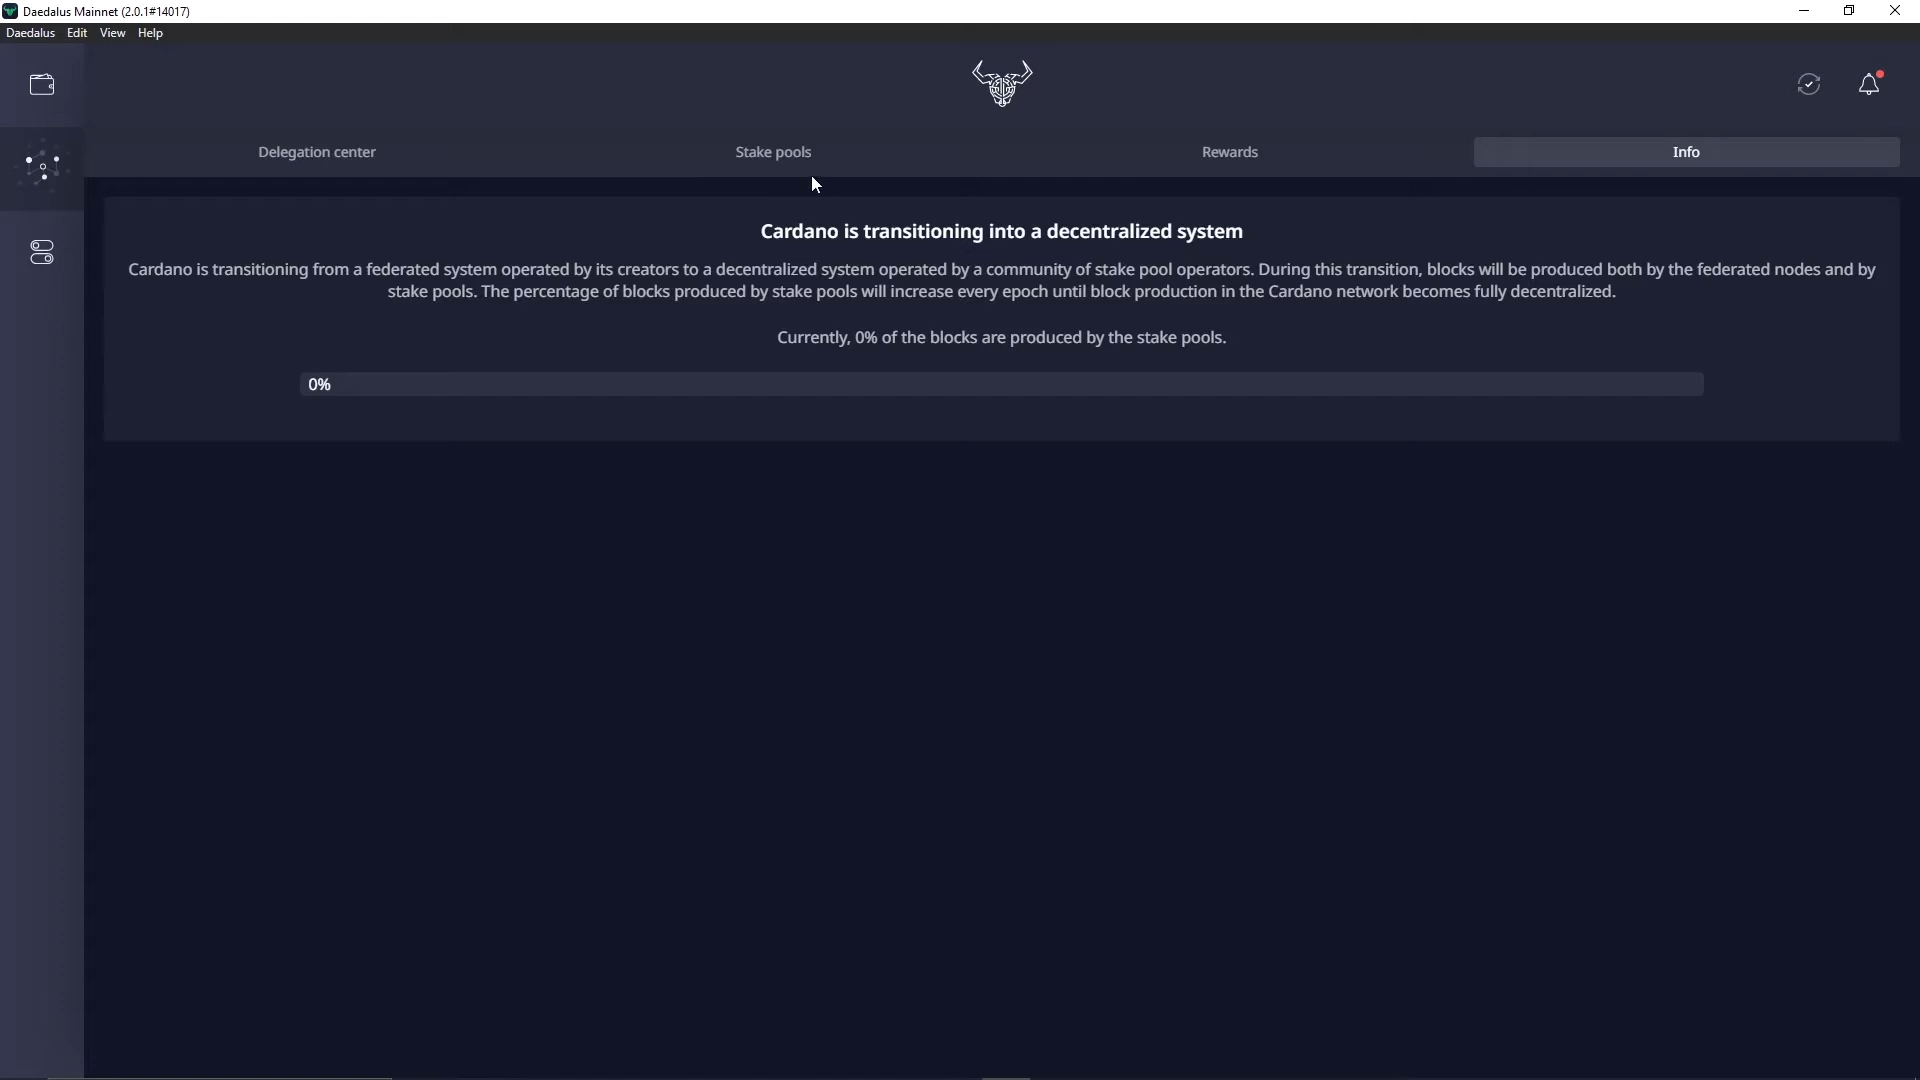 Daedalus Mainnet (2.0.1#14017)
Daedalus Edit View Help
Delegation center Stake pools Rewards Info
Cardano is transitioning into a decentralized system
Cardano is transitioning from a federated system operated by its creators to a decentralized system operated by a community of stake pool operators. During this transition, blocks will be produced both by the federated nodes and by
stake pools. The percentage of blocks produced by stake pools will increase every epoch until block production in the Cardano network becomes fully decentralized.
Currently, 0% of the blocks are produced by the stake pools.
0%